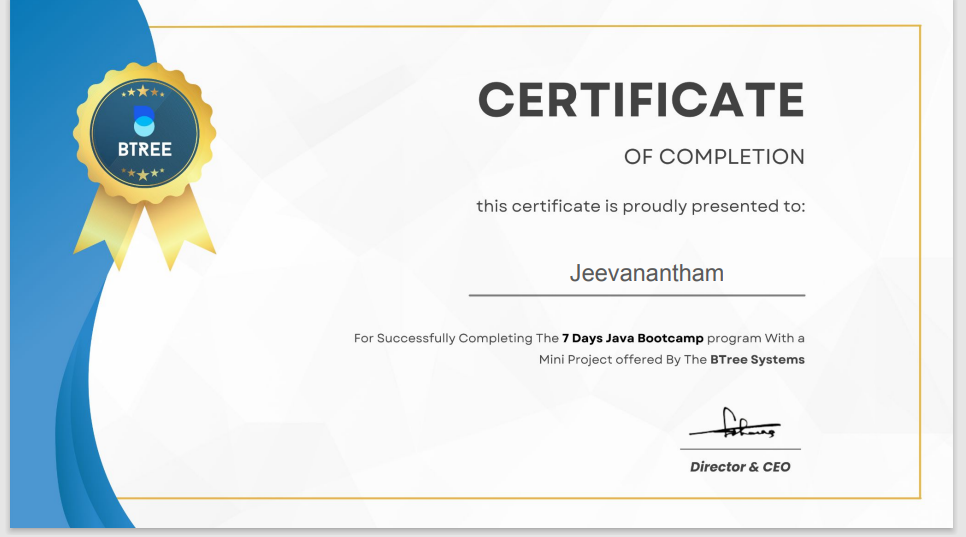 BTREE
CERTIFICATE
OF COMPLETION
this certificate is proudly presented to:
Jeevanantham
For Successfully Completing The 7 Days Java Bootcamp program With a
Mini Project offered By The BTree Systems
Director & CEO